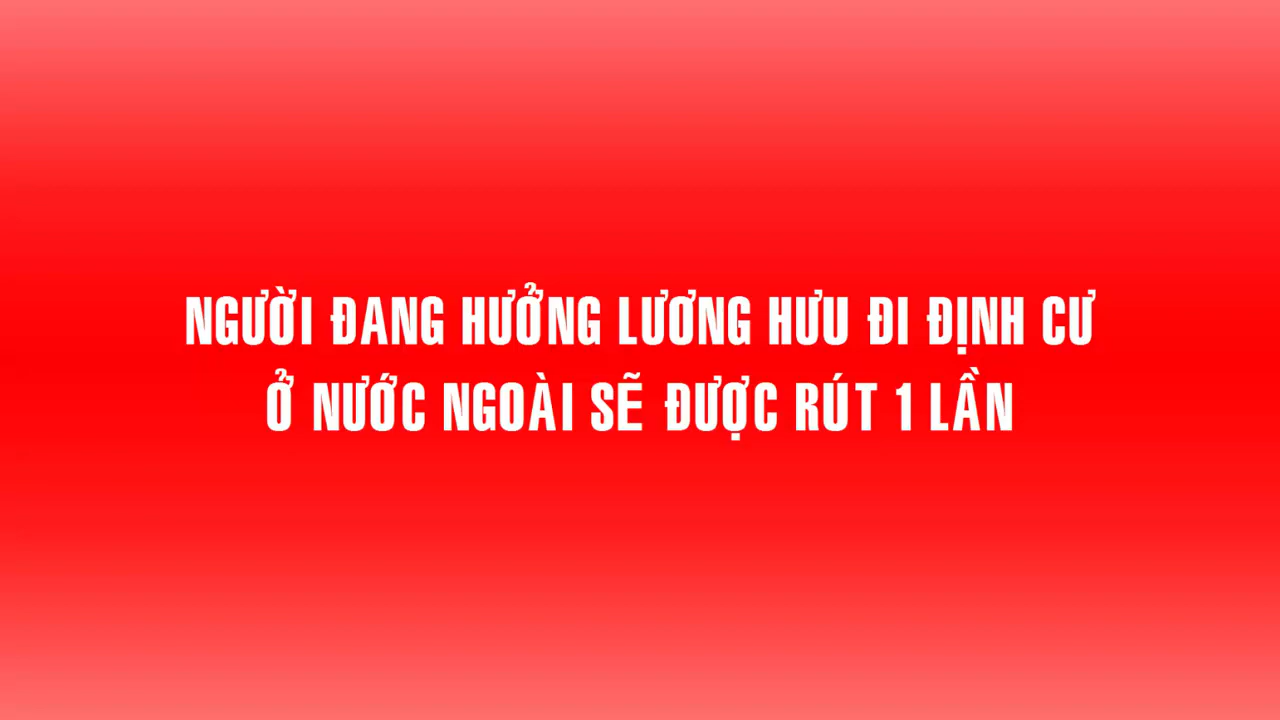 NGƯỜI ĐANG HƯỞNG LƯƠNG HƯU ĐI ĐỊNH CƯ
Ở NƯỚC NGOÀI SẼ ĐƯỢC RÚT 1 LẦN